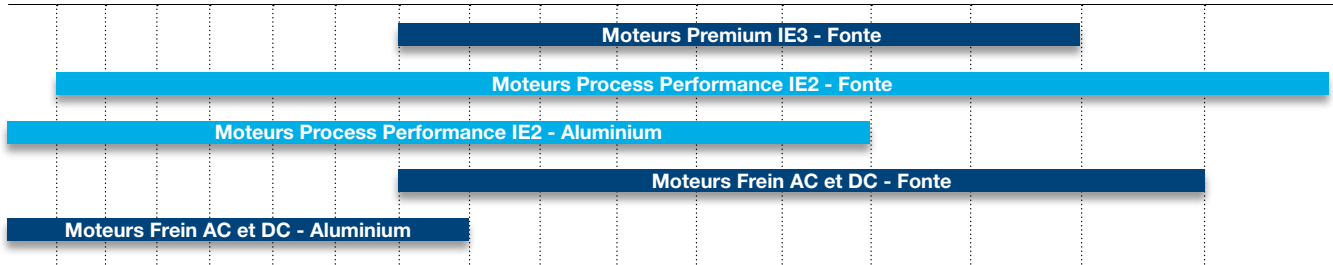 Moteurs Premium IE3 - Fonte
Moteurs Process Performance IE2 - Fonte
Moteurs Process Performance IE2 - Aluminium
Moteurs Frein AC et DC - Fonte
Moteurs Frein AC et DC - Aluminium